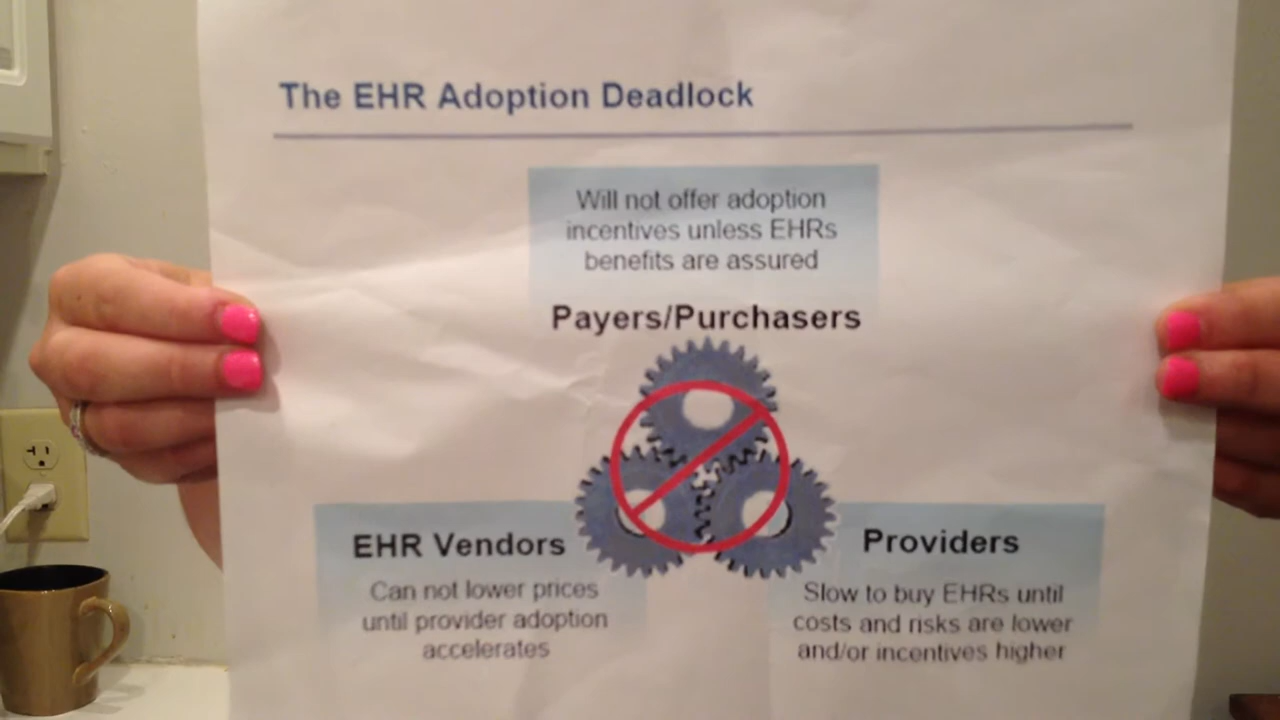 The EHR Adoption Deadlock
Will not offer adoption
incentives unless EHRs
benefits are assured
Payers/Purchasers
EHR Vendors
Can not lower prices
until provider adoption
accelerates
Providers
Slow to buy EHRs until
costs and risks are lower
and/or incentives higher